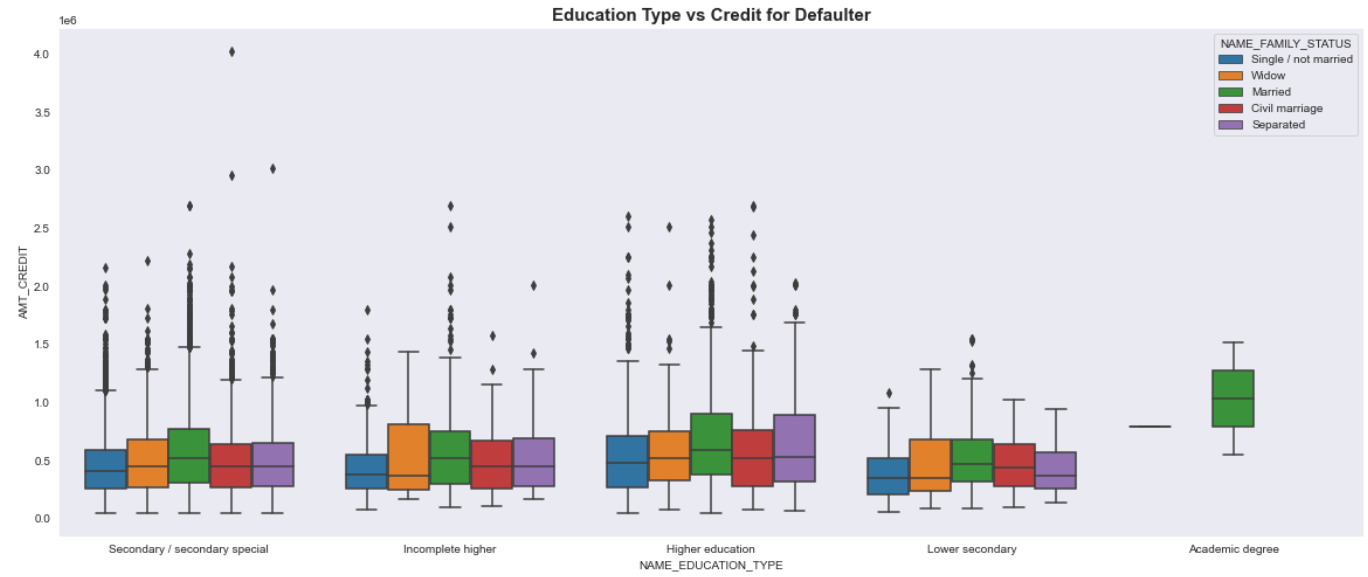 Education Type vs Credit for Defaulter
1e6
NAME_FAMILY_STATUS
Single / not married
Widow
Married
Civil marriage
Separated
4.0
3.5
3.0
2.5
2.0
1.5
1.0
0.5
0.0
AMT_CREDIT
Secondary / secondary special
Incomplete higher
Higher education
Lower secondary
Academic degree
NAME_EDUCATION_TYPE